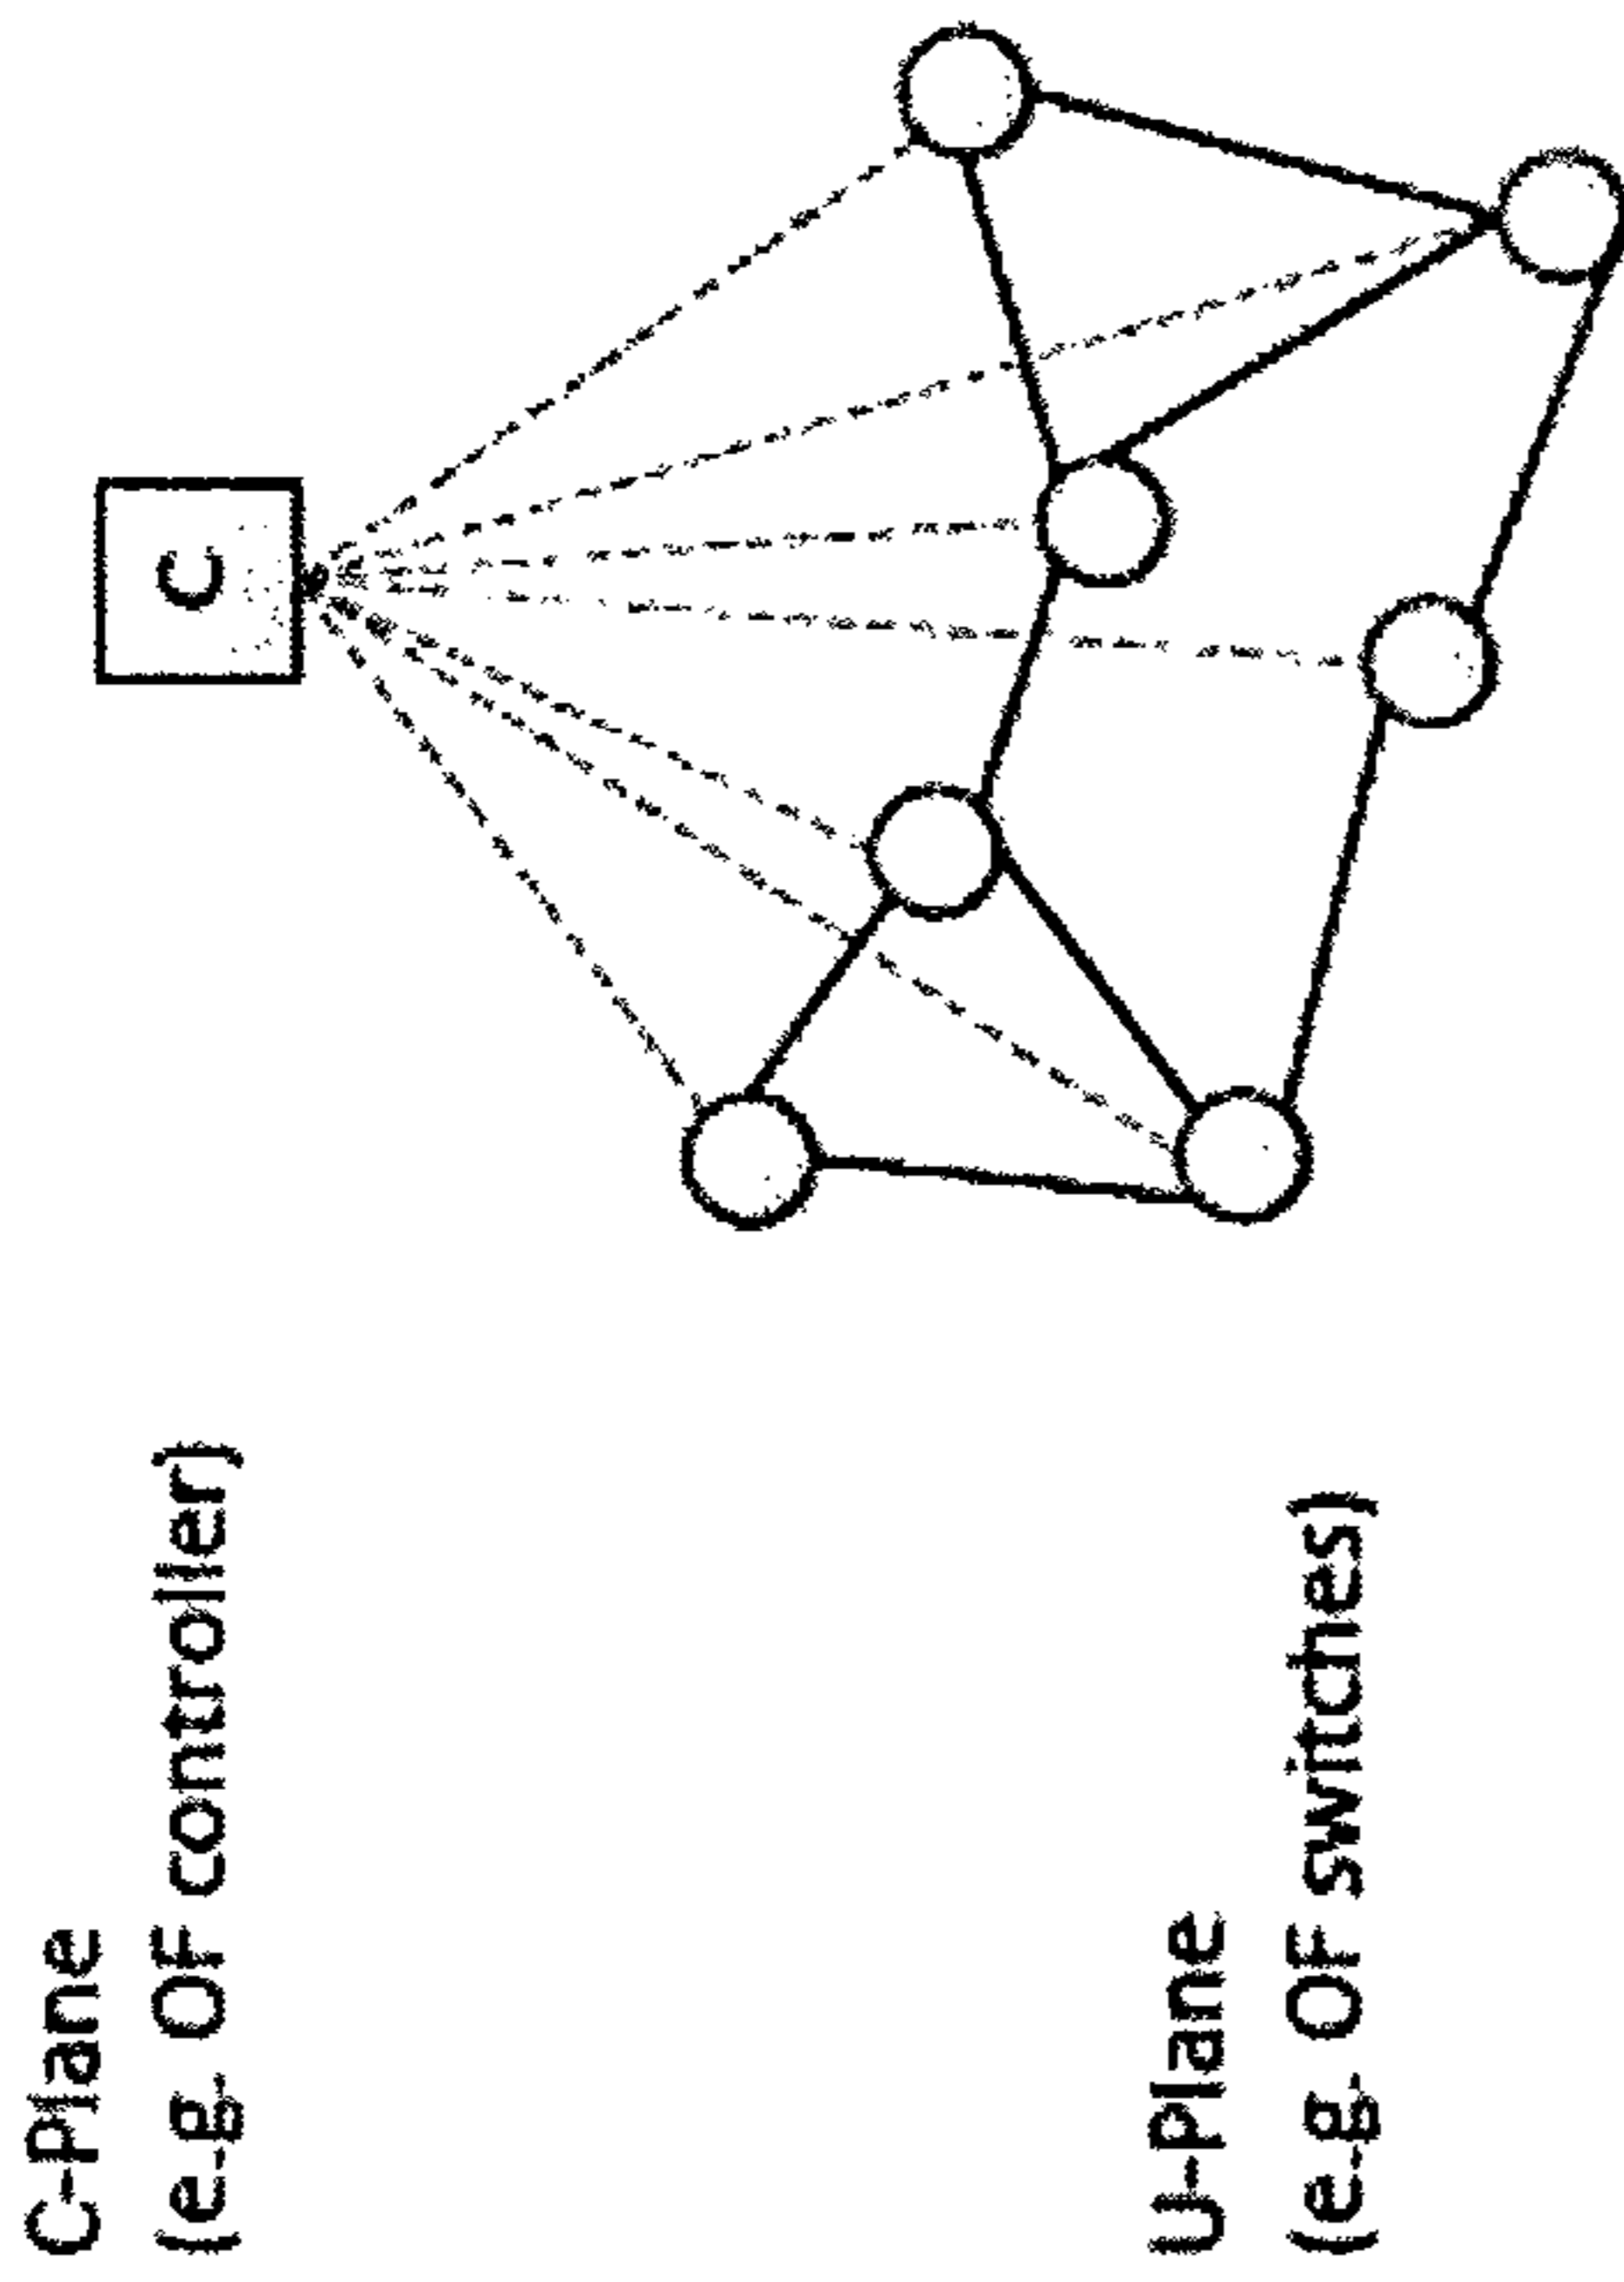 C-Plane
(e.g. OF controller)
C
U-Plane
(e.g. OF switches)